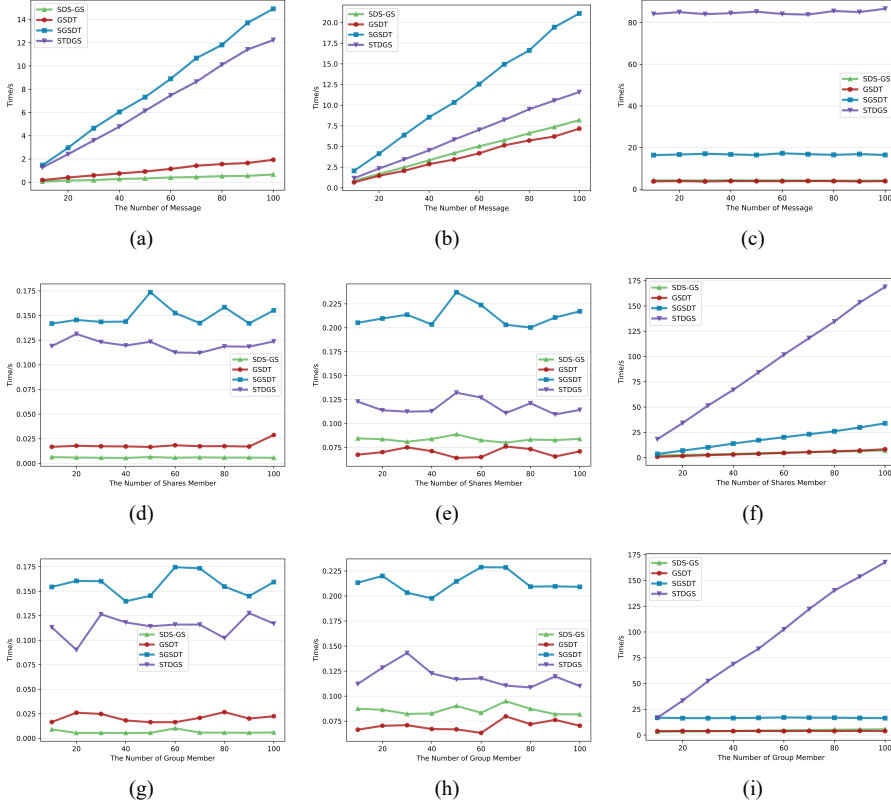 SDS-GS
GSDT
SGSDT
STDGS
Time/s
14
12
10
8
6
4
2
0
20 40 60 80 100
The Number of Message
(a)
SDS-GS
GSDT
SGSDT
STDGS
Time/s
20.0
17.5
15.0
12.5
10.0
7.5
5.0
2.5
0.0
20 40 60 80 100
The Number of Message
(b)
SDS-GS
GSDT
SGSDT
STDGS
Time/s
80
60
40
20
0
20 40 60 80 100
The Number of Message
(c)
SDS-GS
GSDT
SGSDT
STDGS
Time/s
0.175
0.150
0.125
0.100
0.075
0.050
0.025
0.000
20 40 60 80 100
The Number of Shares Member
(d)
SDS-GS
GSDT
SGSDT
STDGS
Time/s
0.225
0.200
0.175
0.150
0.125
0.100
0.075
20 40 60 80 100
The Number of Shares Member
(e)
SDS-GS
GSDT
SGSDT
STDGS
Time/s
175
150
125
100
75
50
25
0
20 40 60 80 100
The Number of Shares Member
(f)
SDS-GS
GSDT
SGSDT
STDGS
Time/s
0.175
0.150
0.125
0.100
0.075
0.050
0.025
0.000
20 40 60 80 100
The Number of Group Member
(g)
SDS-GS
GSDT
SGSDT
STDGS
Time/s
0.225
0.200
0.175
0.150
0.125
0.100
0.075
20 40 60 80 100
The Number of Group Member
(h)
SDS-GS
GSDT
SGSDT
STDGS
Time/s
175
150
125
100
75
50
25
0
20 40 60 80 100
The Number of Group Member
(i)